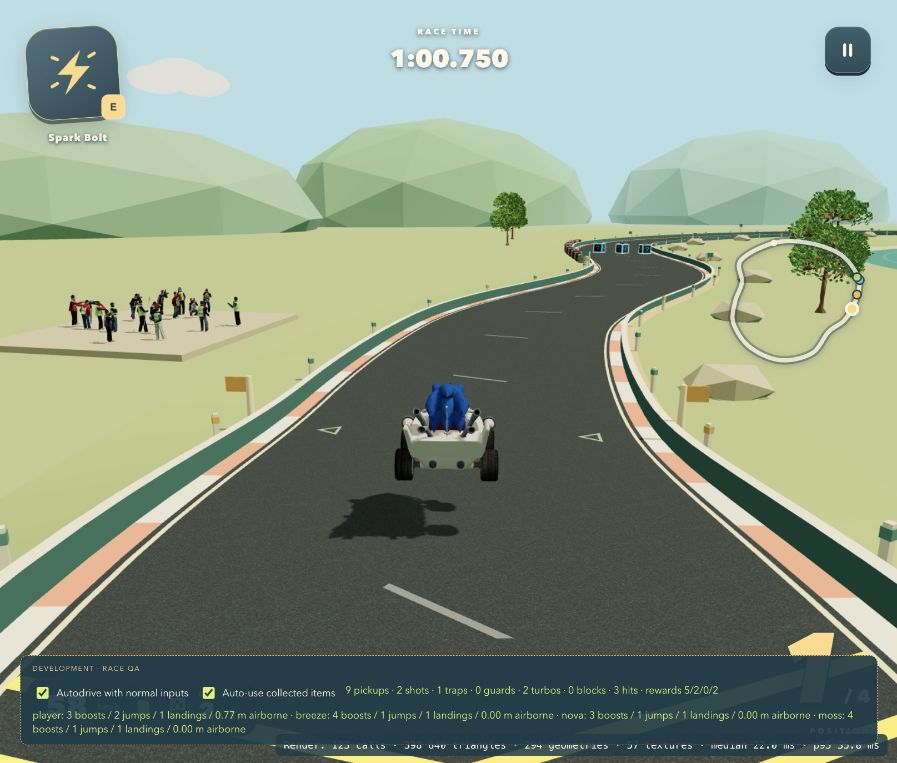 RACE TIME
1:00.750
E
Spark Bolt
DEVELOPMENT · RACE QA
Autodrive with normal inputs
Auto-use collected items
9 pickups · 2 shots · 1 traps · 0 guards · 2 turbos · 0 blocks · 3 hits · rewards 5/2/0/2
player: 3 boosts / 2 jumps / 1 landings / 0.77 m airborne · breeze: 4 boosts / 1 jumps / 1 landings / 0.00 m airborne · nova: 3 boosts / 1 jumps / 1 landings / 0.00 m airborne · moss: 4
boosts / 1 jumps / 1 landings / 0.00 m airborne
1 / 4
POSITION